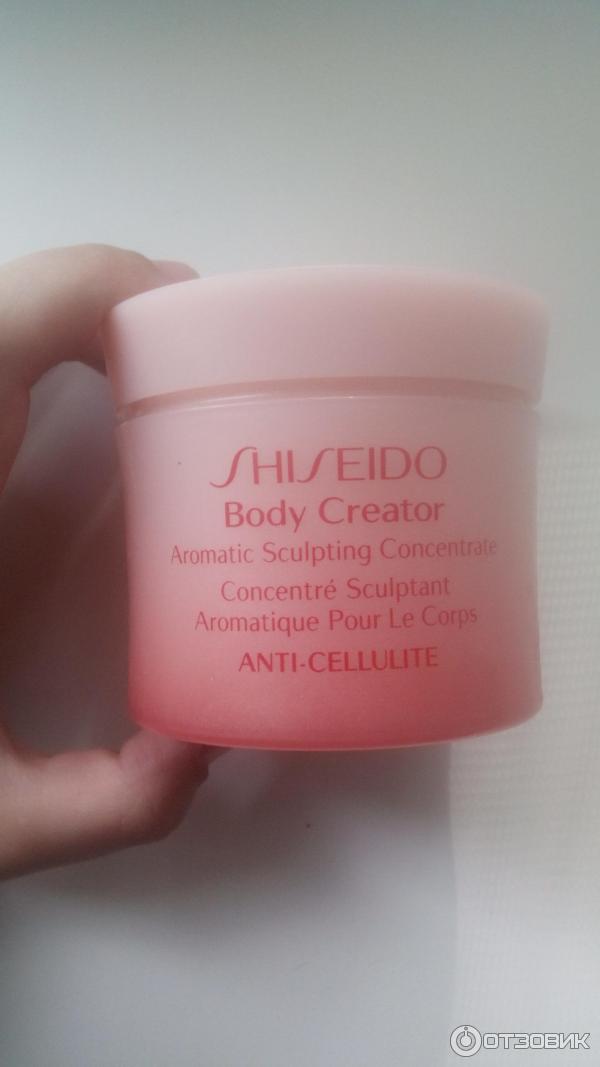 SHISEIDO
Body Creator
Aromatic Sculpting Concentrate
Concentré Sculptant
Aromatique Pour Le Corps
ANTI-CELLULITE
ОТЗОВИК